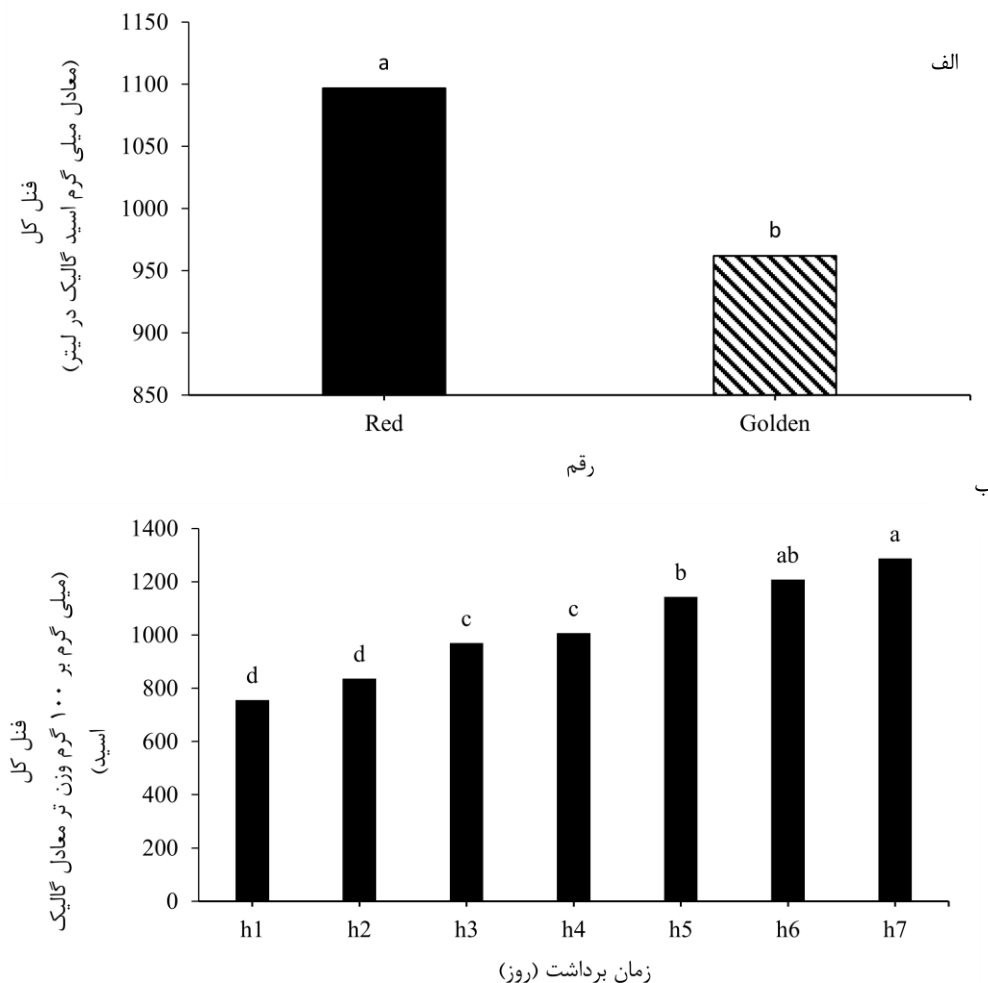 الف
فنل کل
(معادل میلی گرم اسید گالیک در لیتر)
1150
1100
1050
1000
950
900
850
a
b
Red
Golden
رقم
ب
فنل کل
(میلی گرم بر ۱۰۰ گرم وزن تر معادل گالیک
اسید)
1400
1200
1000
800
600
400
200
0
d
d
c
c
b
ab
a
h1
h2
h3
h4
h5
h6
h7
زمان برداشت (روز)